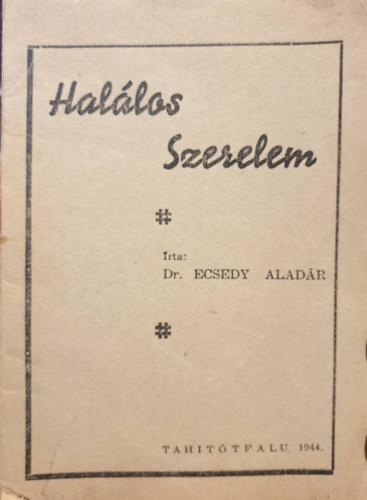 Halálos
Szerelem
#
Írta:
Dr. ECSEDY ALADÁR
#
TAHITÓTFALU, 1944.